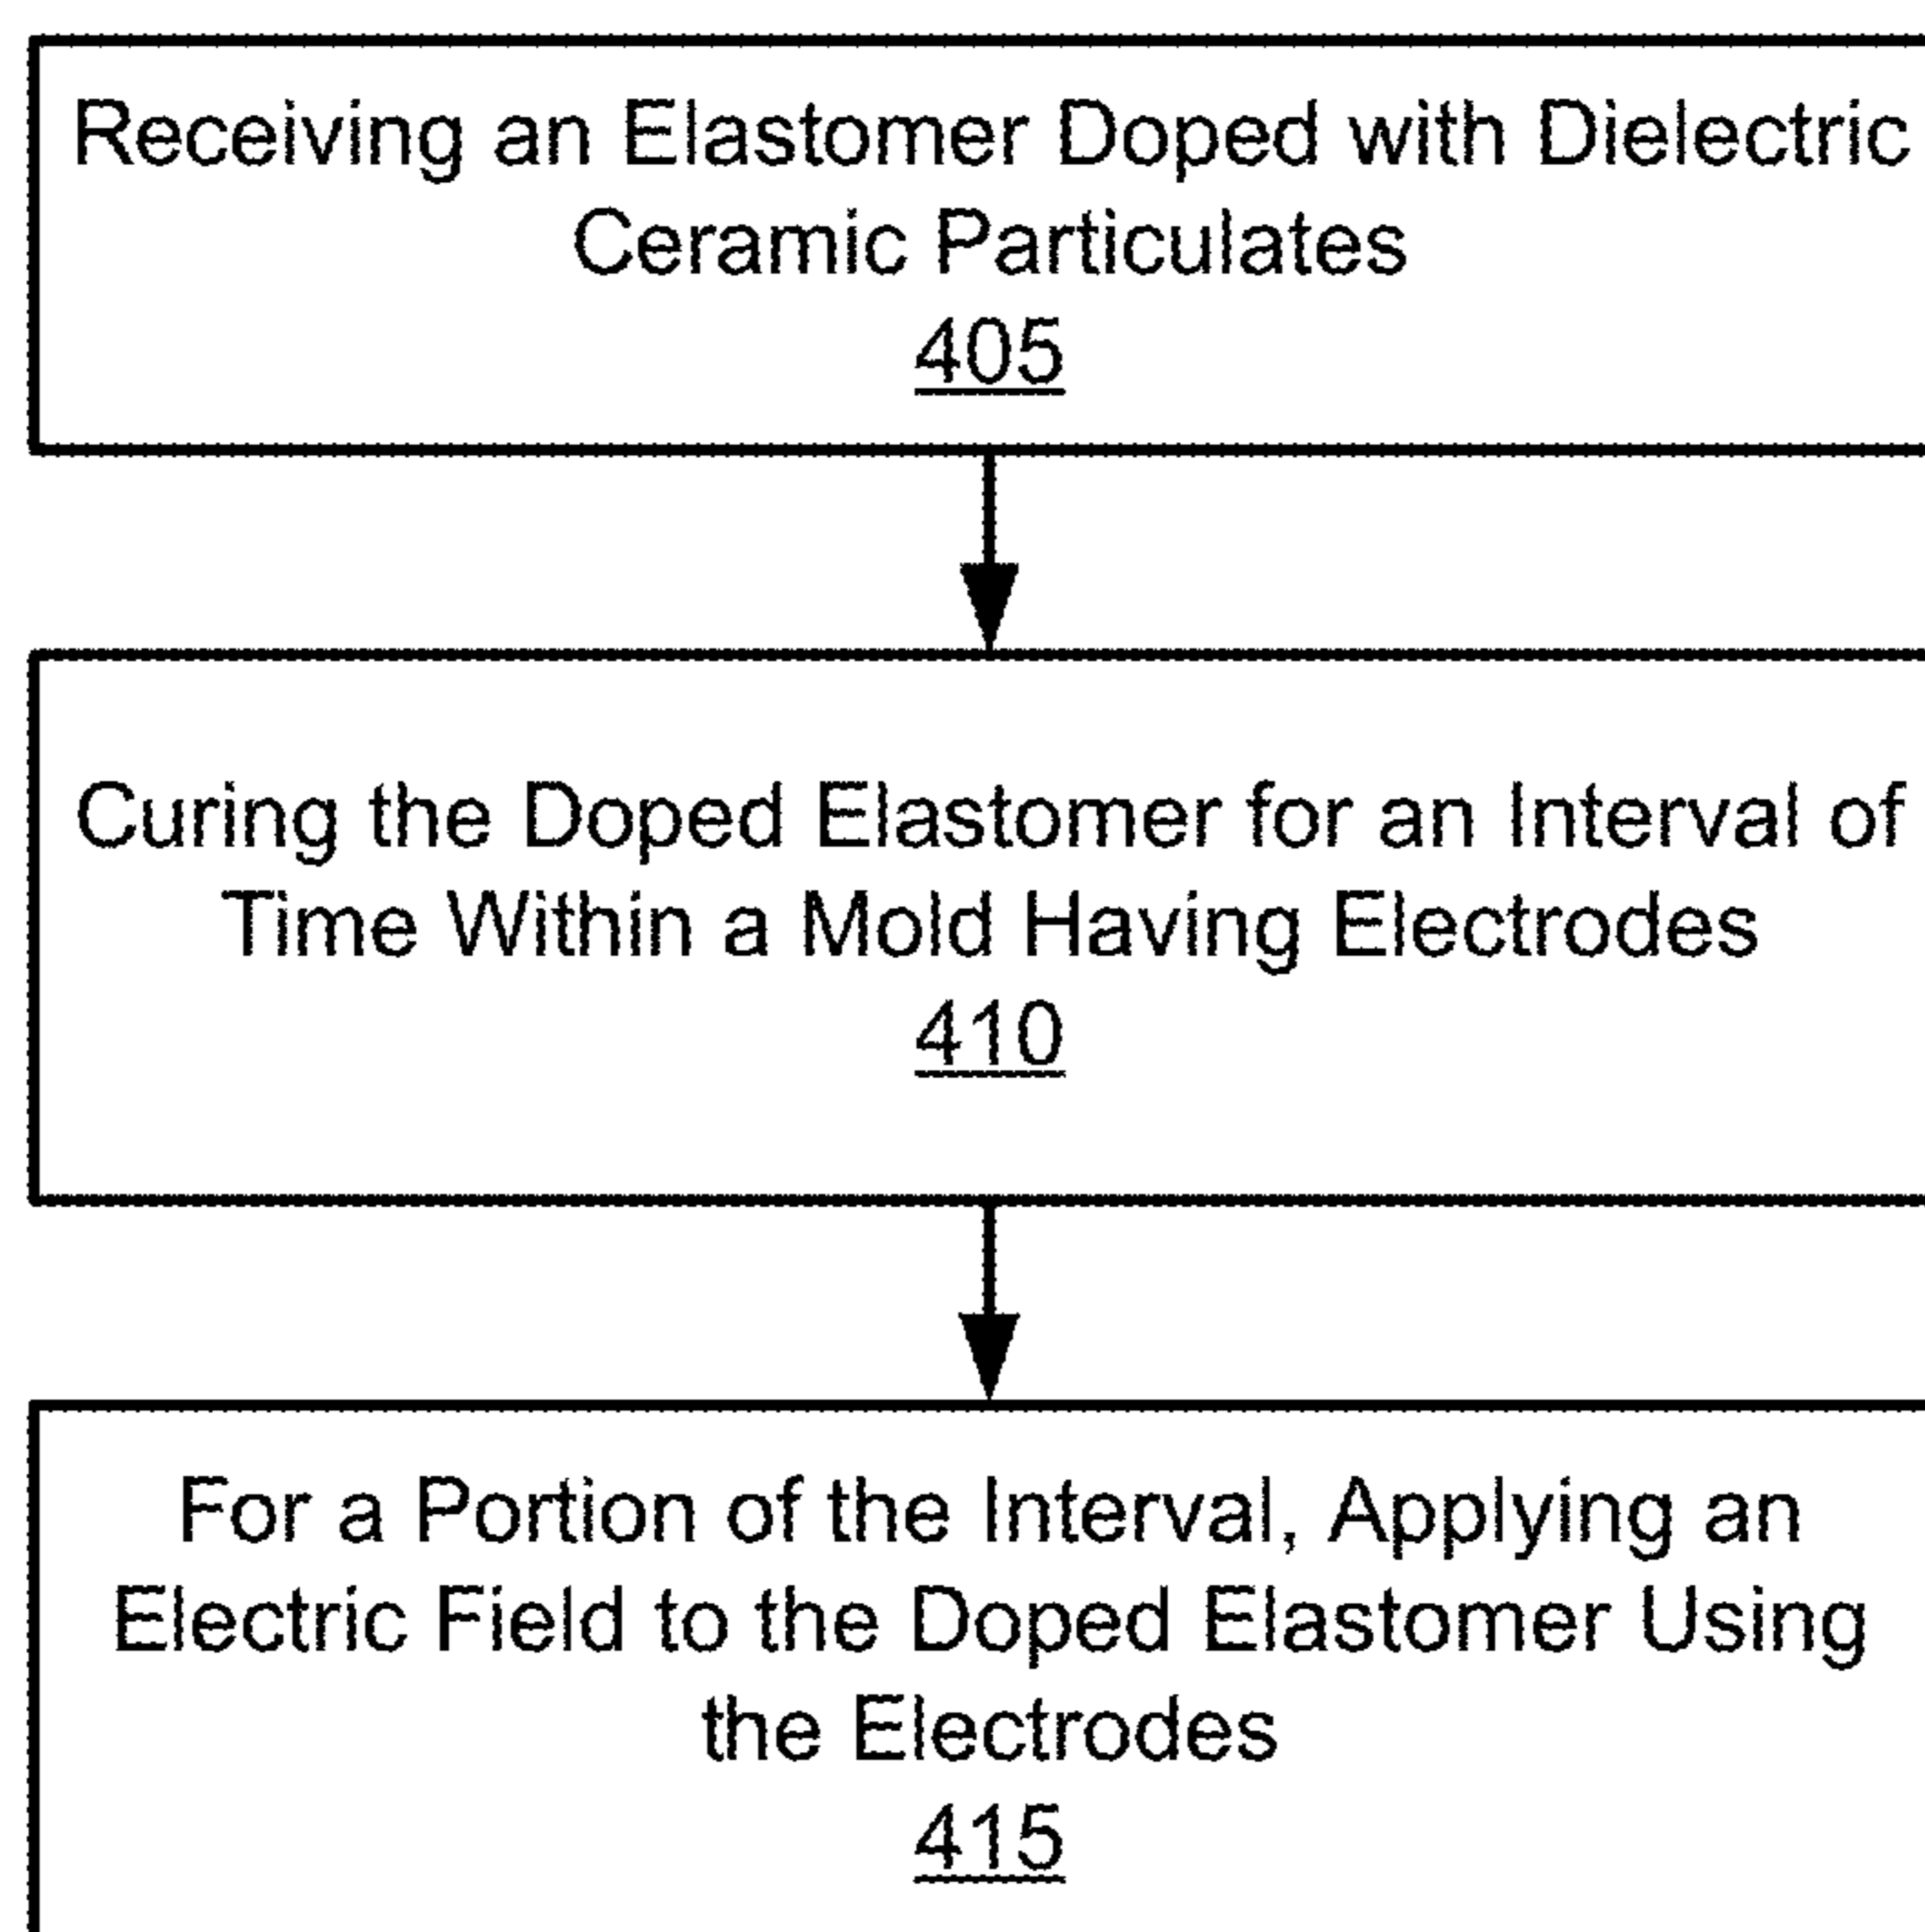 Receiving an Elastomer Doped with Dielectric
Ceramic Particulates
405
Curing the Doped Elastomer for an Interval of
Time Within a Mold Having Electrodes
410
For a Portion of the Interval, Applying an
Electric Field to the Doped Elastomer Using
the Electrodes
415